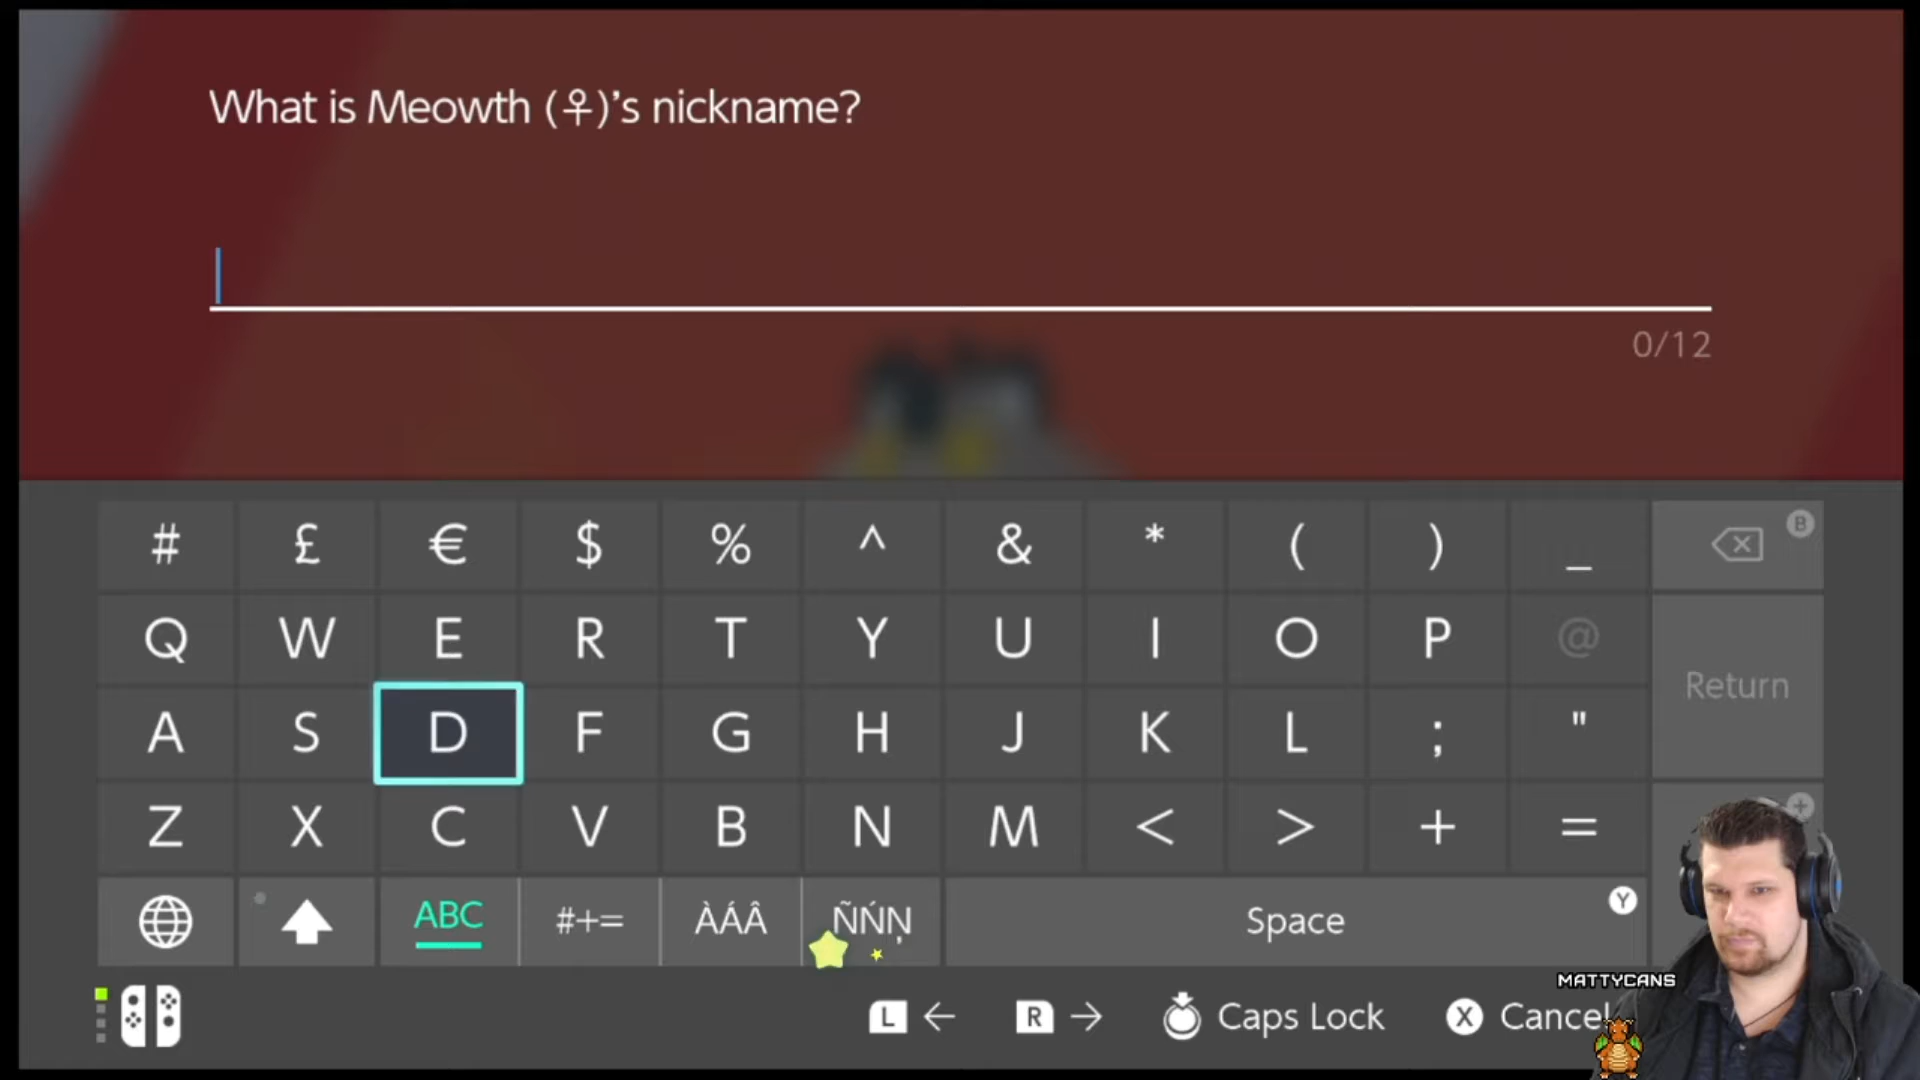 What is Meowth (♀)'s nickname?
0/12
# £ € $ % ^ & * ( ) _ B
Q W E R T Y U I O P @
Return
A S D F G H J K L ; "
Z X C V B N M < > + = +
ABC #+= ÀÁÂ ÑŃŅ Space Y
MATTYCANS
L ← R → Caps Lock X Cancel